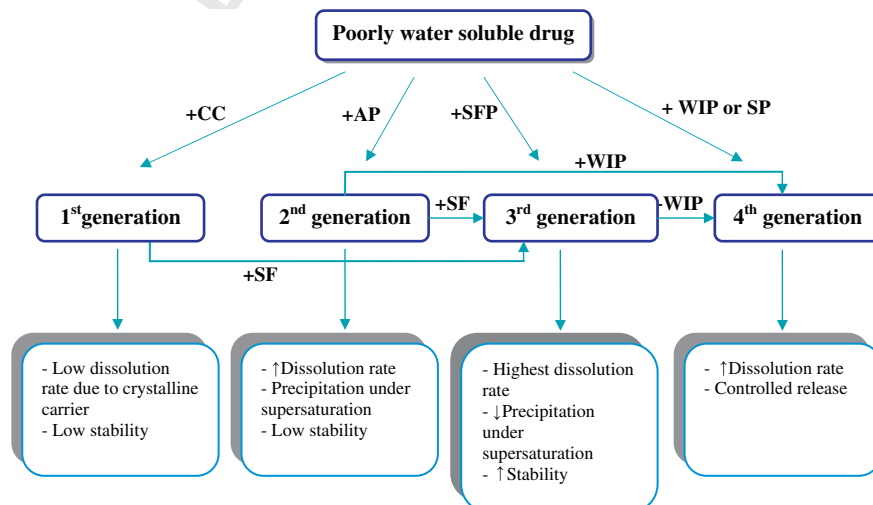 Poorly water soluble drug
+CC
+AP
+SFP
+ WIP or SP
+WIP
1st generation
2nd generation
+SF
3rd generation
-WIP
4th generation
+SF
- Low dissolution
rate due to crystalline
carrier
- Low stability
- ↑Dissolution rate
- Precipitation under
supersaturation
- Low stability
- Highest dissolution
rate
- ↓Precipitation
under
supersaturation
- ↑Stability
- ↑Dissolution rate
- Controlled release